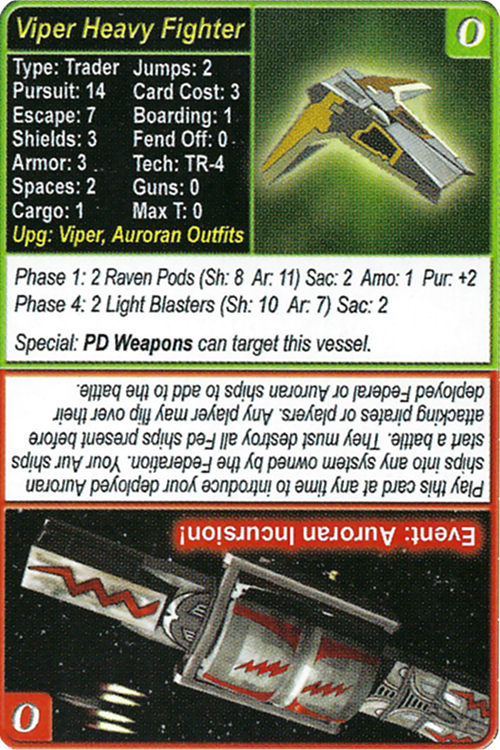 Viper Heavy Fighter
0
Type: Trader Jumps: 2
Pursuit: 14 Card Cost: 3
Escape: 7 Boarding: 1
Shields: 3 Fend Off: 0
Armor: 3 Tech: TR-4
Spaces: 2 Guns: 0
Cargo: 1 Max T: 0
Upg: Viper, Auroran Outfits
Phase 1: 2 Raven Pods (Sh: 8 Ar: 11) Sac: 2 Amo: 1 Pur: +2
Phase 4: 2 Light Blasters (Sh: 10 Ar: 7) Sac: 2
Special: PD Weapons can target this vessel.
Event: Auroran Incursion!
0
Play this card at any time to introduce your deployed Auroran
ships into any system owned by the Federation. Your Aur ships
start a battle. They must destroy all Fed ships present before
attacking pirates or players. Any player may flip over their
deployed Federal or Auroran ships to add to the battle.